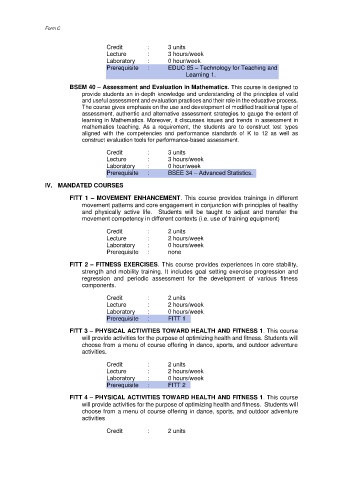 Form C
Credit : 3 units
Lecture : 3 hours/week
Laboratory : 0 hour/week
Prerequisite : EDUC 85 – Technology for Teaching and
Learning 1.
BSEM 40 – Assessment and Evaluation in Mathematics. This course is designed to
provide students an in-depth knowledge and understanding of the principles of valid
and useful assessment and evaluation practices and their role in the educative process.
The course gives emphasis on the use and development of modified traditional type of
assessment, authentic and alternative assessment strategies to gauge the extent of
learning in Mathematics. Moreover, it discusses issues and trends in assessment in
mathematics teaching. As a requirement, the students are to construct test types
aligned with the competencies and performance standards of K to 12 as well as
construct evaluation tools for performance-based assessment.
Credit : 3 units
Lecture : 3 hours/week
Laboratory : 0 hours/week
Prerequisite : BSEE 34 – Advanced Statistics.
IV. MANDATED COURSES
FITT 1 – MOVEMENT ENHANCEMENT. This course provides trainings in different
movement patterns and core engagement in conjunction with principles of healthy
and physically active life. Students will be taught to adjust and transfer the
movement competency in different contexts (i.e. use of training equipment)
Credit : 2 units
Lecture : 2 hours/week
Laboratory : 0 hours/week
Prerequisite : none
FITT 2 – FITNESS EXERCISES. This course provides experiences in core stability,
strength and mobility training. It includes goal setting exercise progression and
regression and periodic assessment for the development of various fitness
components.
Credit : 2 units
Lecture : 2 hours/week
Laboratory : 0 hours/week
Prerequisite : FITT 1
FITT 3 – PHYSICAL ACTIVITIES TOWARD HEALTH AND FITNESS 1. This course
will provide activities for the purpose of optimizing health and fitness. Students will
choose from a menu of course offering in dance, sports, and outdoor adventure
activities.
Credit : 2 units
Lecture : 2 hours/week
Laboratory : 0 hours/week
Prerequisite : FITT 2
FITT 4 – PHYSICAL ACTIVITIES TOWARD HEALTH AND FITNESS 1. This course
will provide activities for the purpose of optimizing health and fitness. Students will
choose from a menu of course offering in dance, sports, and outdoor adventure
activities
Credit : 2 units